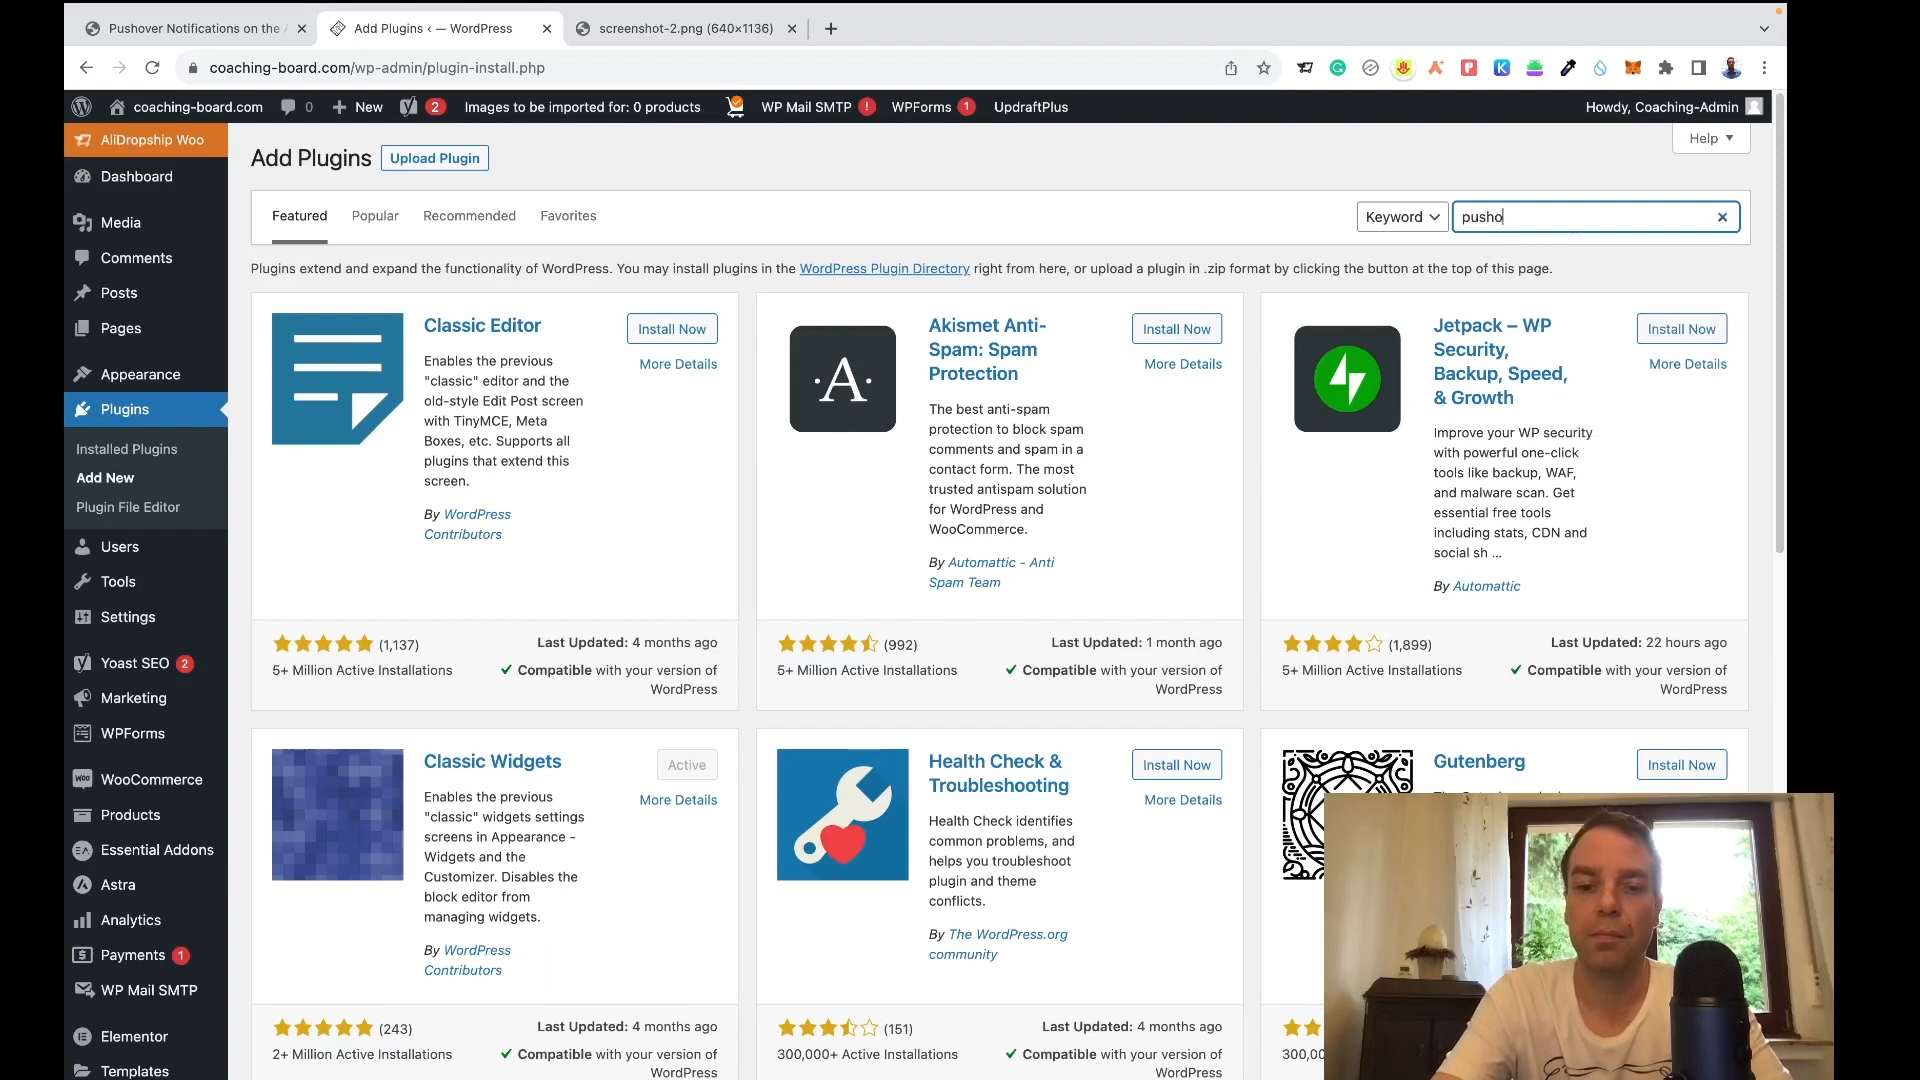 Pushover Notifications on the
Add Plugins ‹ — WordPress
screenshot-2.png (640×1136)
coaching-board.com/wp-admin/plugin-install.php
coaching-board.com
0
New
2
Images to be imported for: 0 products
WP Mail SMTP !
WPForms 1
UpdraftPlus
Howdy, Coaching-Admin
AliDropship Woo
Dashboard
Media
Comments
Posts
Pages
Appearance
Plugins
Installed Plugins
Add New
Plugin File Editor
Users
Tools
Settings
Yoast SEO 2
Marketing
WPForms
WooCommerce
Products
Essential Addons
Astra
Analytics
Payments 1
WP Mail SMTP
Elementor
Templates
Help
Add Plugins
Upload Plugin
Featured
Popular
Recommended
Favorites
Keyword
pusho
Plugins extend and expand the functionality of WordPress. You may install plugins in the WordPress Plugin Directory right from here, or upload a plugin in .zip format by clicking the button at the top of this page.
Classic Editor
Install Now
More Details
Enables the previous
"classic" editor and the
old-style Edit Post screen
with TinyMCE, Meta
Boxes, etc. Supports all
plugins that extend this
screen.
By WordPress
Contributors
(1,137)
5+ Million Active Installations
Last Updated: 4 months ago
Compatible with your version of
WordPress
·A·
Akismet Anti-
Spam: Spam
Protection
Install Now
More Details
The best anti-spam
protection to block spam
comments and spam in a
contact form. The most
trusted antispam solution
for WordPress and
WooCommerce.
By Automattic - Anti
Spam Team
(992)
5+ Million Active Installations
Last Updated: 1 month ago
Compatible with your version of
WordPress
Jetpack – WP
Security,
Backup, Speed,
& Growth
Install Now
More Details
Improve your WP security
with powerful one-click
tools like backup, WAF,
and malware scan. Get
essential free tools
including stats, CDN and
social sh ...
By Automattic
(1,899)
5+ Million Active Installations
Last Updated: 22 hours ago
Compatible with your version of
WordPress
Classic Widgets
Active
More Details
Enables the previous
"classic" widgets settings
screens in Appearance -
Widgets and the
Customizer. Disables the
block editor from
managing widgets.
By WordPress
Contributors
(243)
2+ Million Active Installations
Last Updated: 4 months ago
Compatible with your version of
WordPress
Health Check &
Troubleshooting
Install Now
More Details
Health Check identifies
common problems, and
helps you troubleshoot
plugin and theme
conflicts.
By The WordPress.org
community
(151)
300,000+ Active Installations
Last Updated: 4 months ago
Compatible with your version of
WordPress
Gutenberg
Install Now
300,00